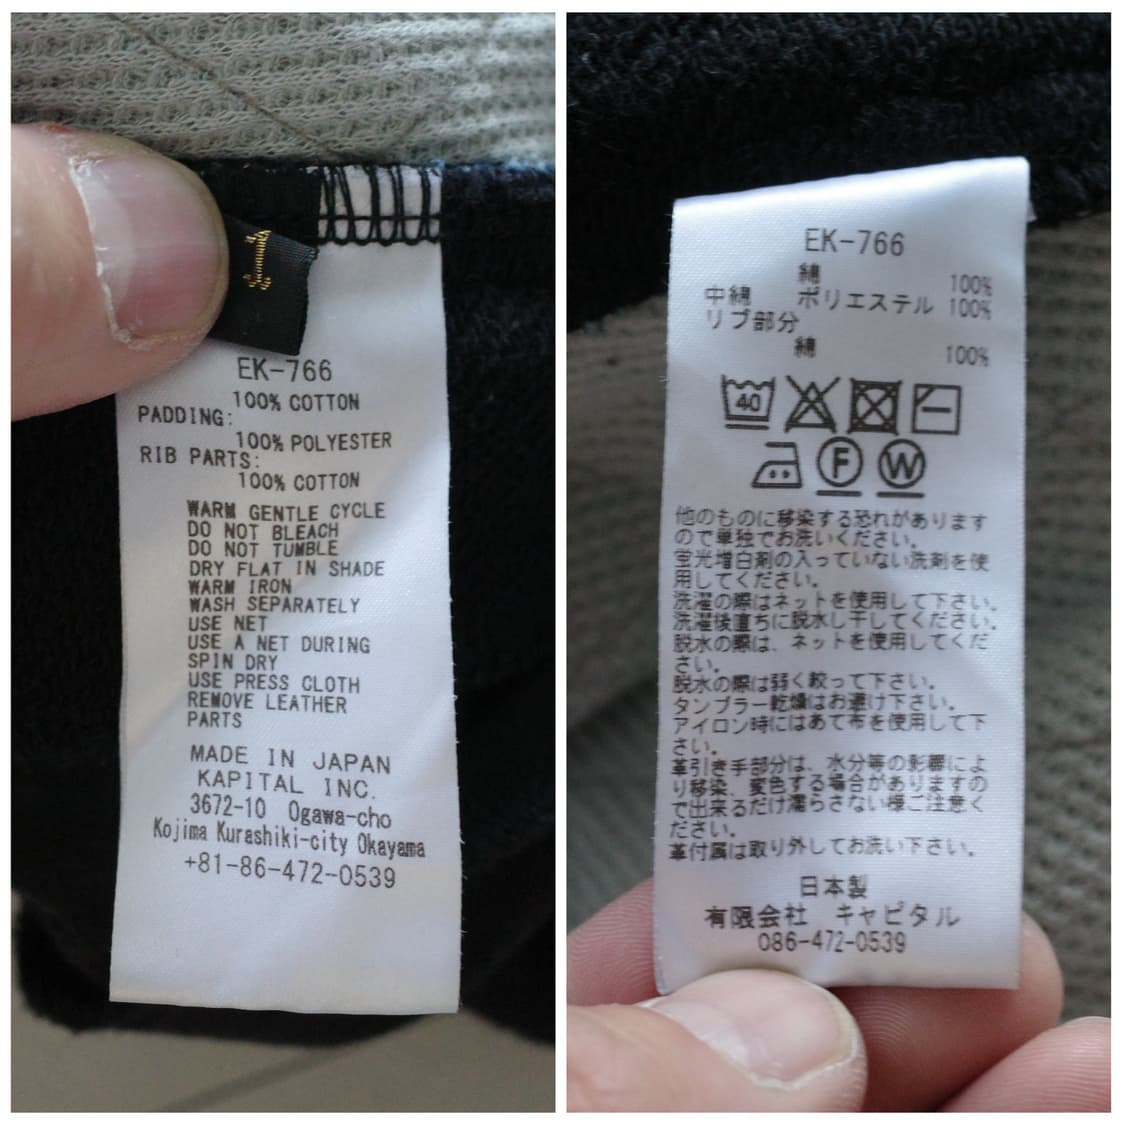 1
EK-766
100% COTTON
PADDING:
100% POLYESTER
RIB PARTS:
100% COTTON
WARM GENTLE CYCLE
DO NOT BLEACH
DO NOT TUMBLE
DRY FLAT IN SHADE
WARM IRON
WASH SEPARATELY
USE NET
USE A NET DURING
SPIN DRY
USE PRESS CLOTH
REMOVE LEATHER
PARTS
MADE IN JAPAN
KAPITAL INC.
3672-10 Ogawa-cho
Kojima Kurashiki-city Okayama
+81-86-472-0539
EK-766
綿 100%
中綿 ポリエステル 100%
リブ部分
綿 100%
40
F W
他のものに移染する恐れがあります
ので単独でお洗いください。
蛍光増白剤の入っていない洗剤を使
用してください。
洗濯の際はネットを使用して下さい。
洗濯後直ちに脱水し干してください。
脱水の際は、ネットを使用してくだ
さい。
脱水の際は弱く絞って下さい。
タンブラー乾燥はお避け下さい。
アイロン時にはあて布を使用して下
さい。
革引き手部分は、水分等の影響によ
り移染、変色する場合がありますの
で出来るだけ濡らさない様ご注意く
ださい。
革付属は取り外してお洗い下さい。
日本製
有限会社 キャピタル
086-472-0539